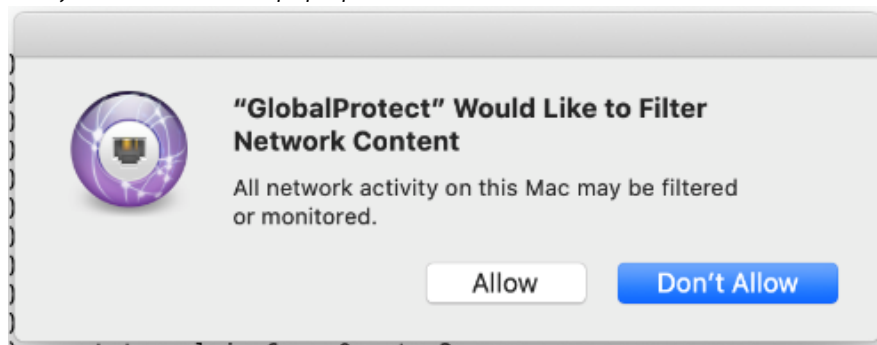 “GlobalProtect” Would Like to Filter
Network Content
All network activity on this Mac may be filtered
or monitored.
Allow
Don’t Allow